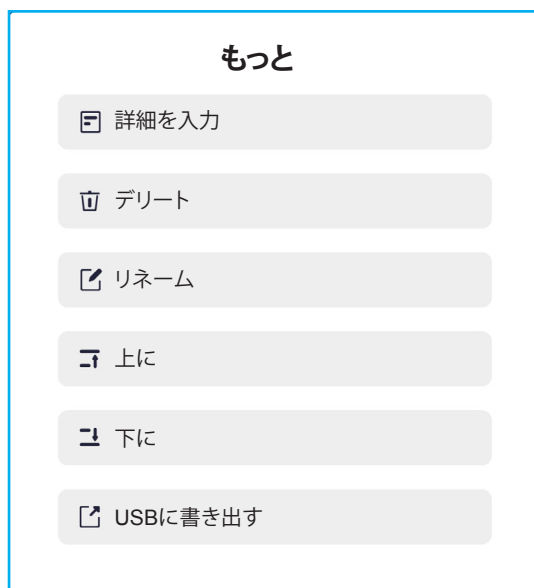 もっと
詳細を入力
デリート
リネーム
上に
下に
USBに書き出す